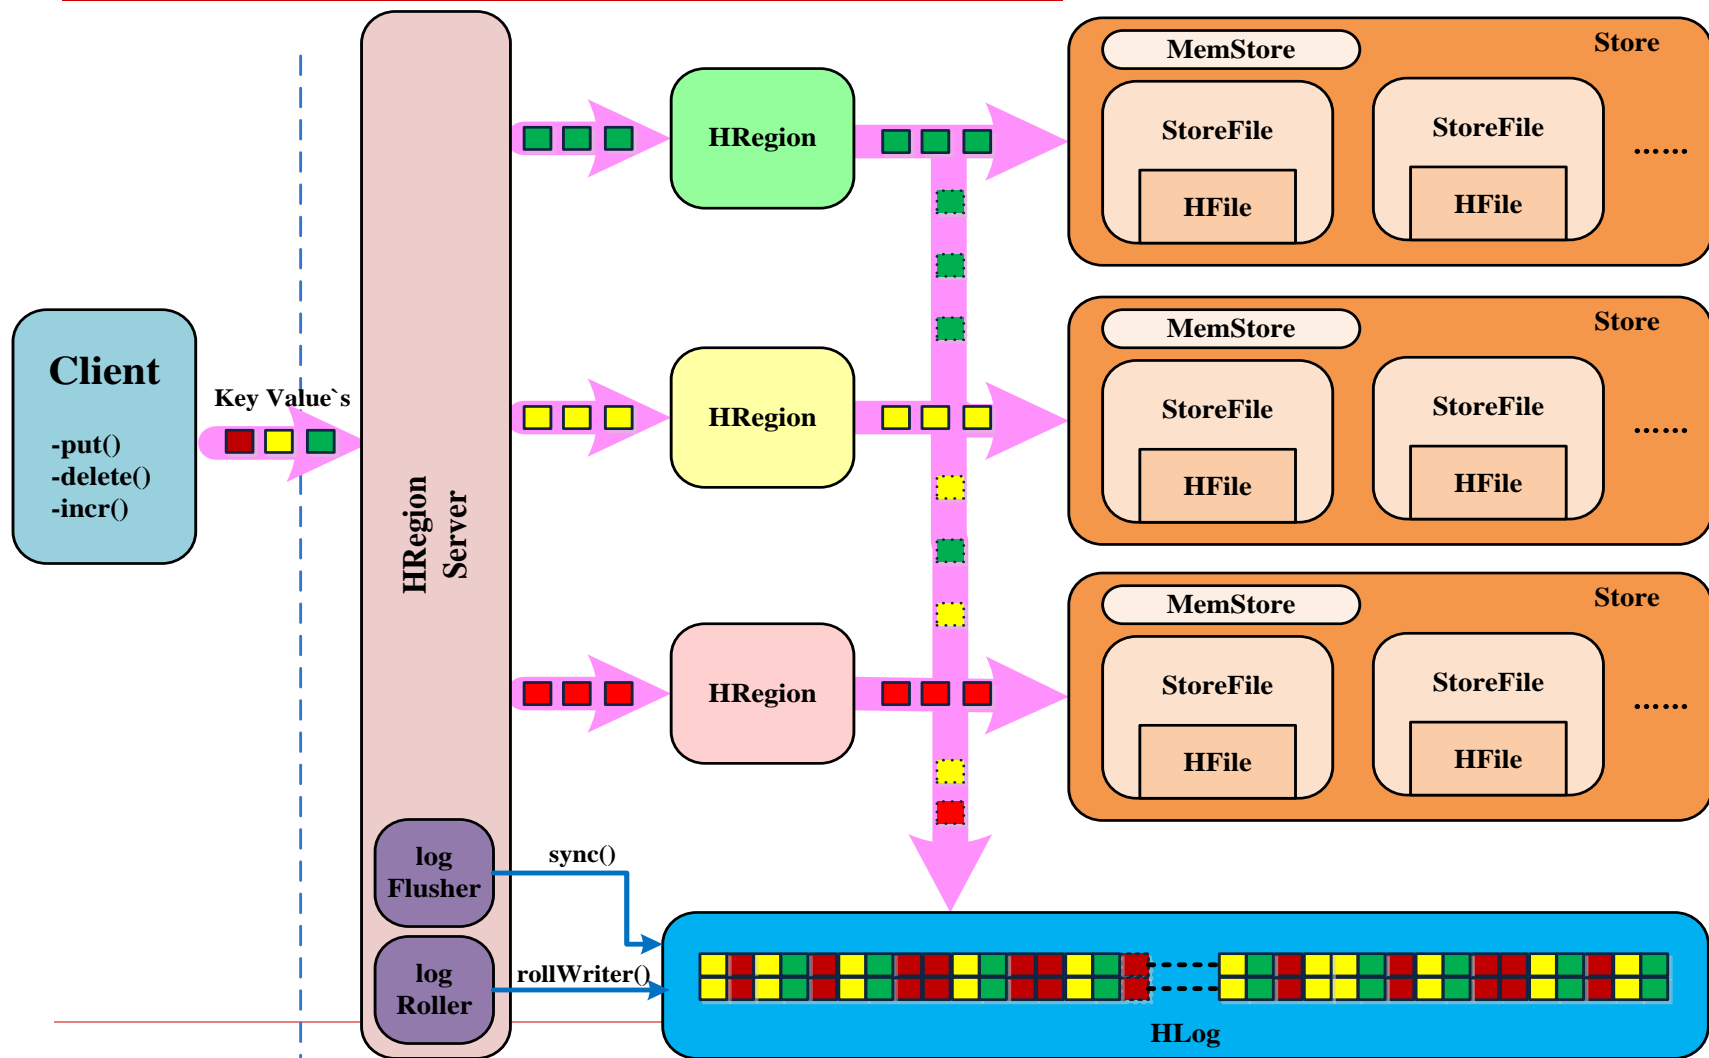 Client
-put()
-delete()
-incr()
Key Value`s
HRegion
Server
log
Flusher
log
Roller
sync()
rollWriter()
HRegion
HRegion
HRegion
MemStore
Store
StoreFile
HFile
StoreFile
HFile
......
MemStore
Store
StoreFile
HFile
StoreFile
HFile
......
MemStore
Store
StoreFile
HFile
StoreFile
HFile
......
HLog